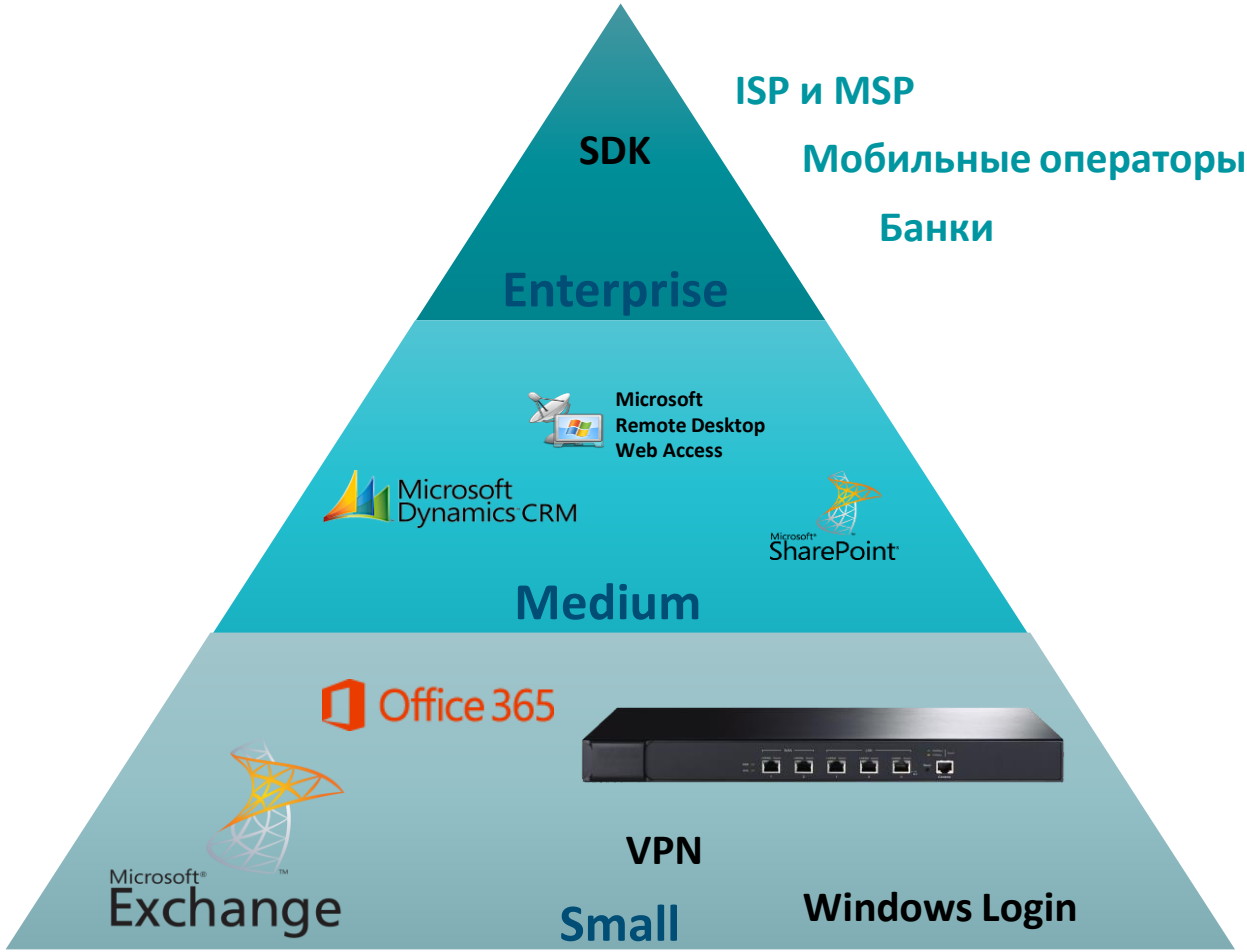 ISP и MSP
SDK
Мобильные операторы
Банки
Enterprise
Microsoft
Remote Desktop
Web Access
Microsoft
Dynamics CRM
Microsoft®
SharePoint®
Medium
Office 365
VPN
Microsoft®
Exchange™
Windows Login
Small